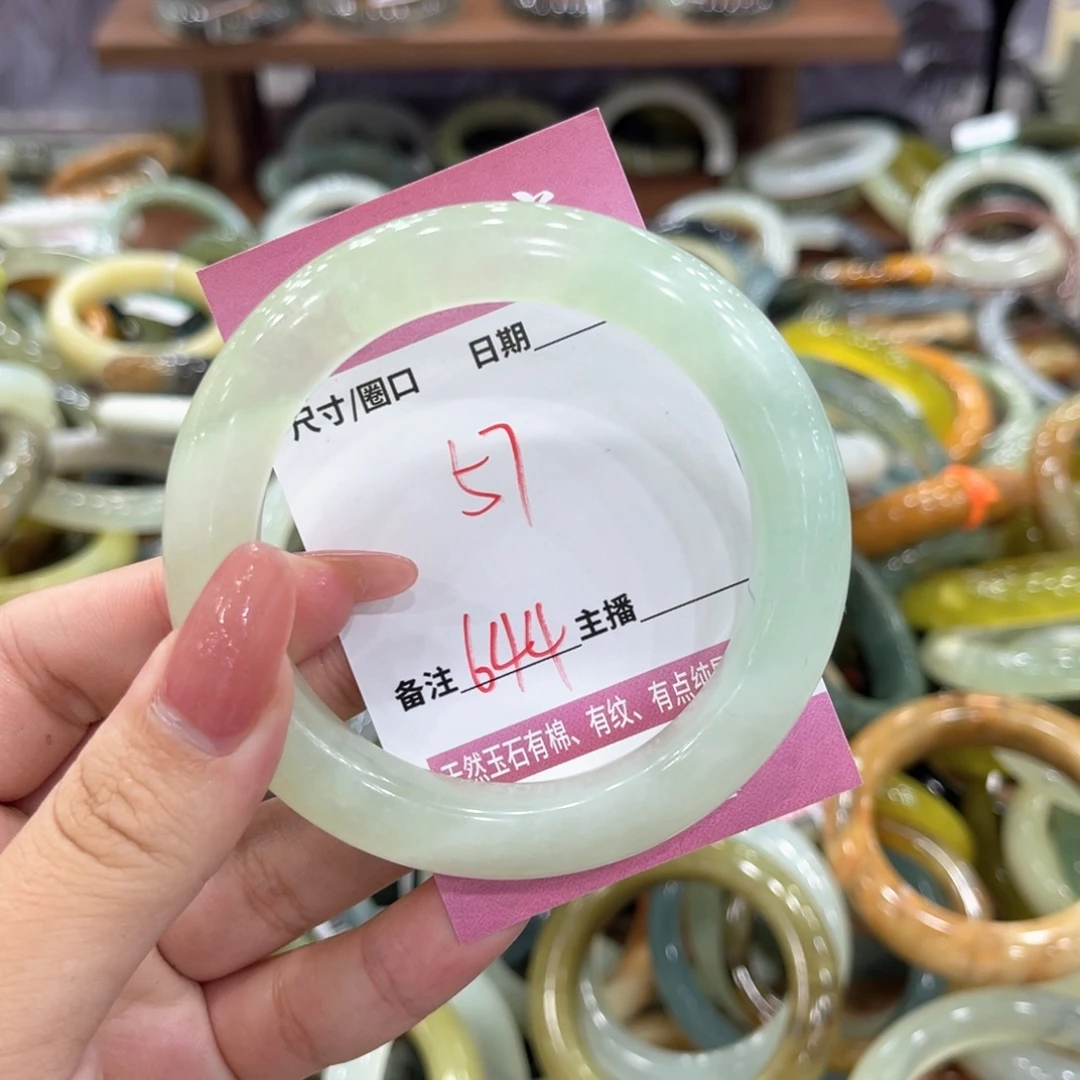 日期
尺寸/圈口
57
备注 644 主播
天然玉石有棉、有纹、有点纯